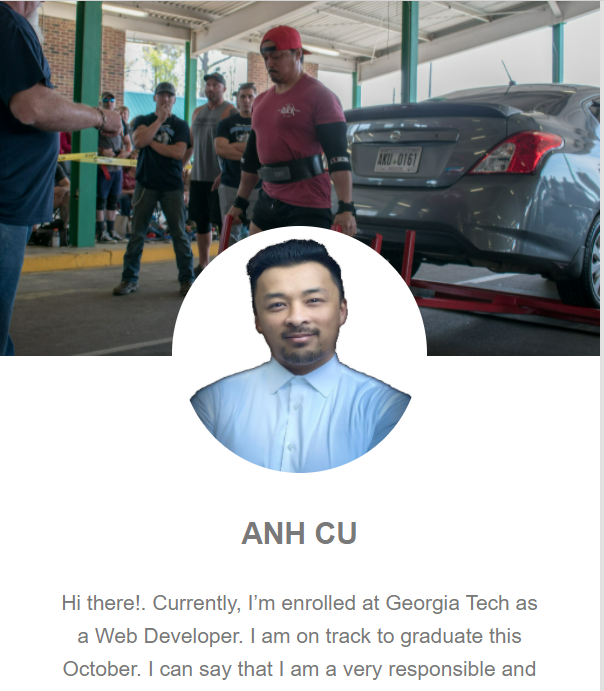 AKU 0161
ANH CU
Hi there!. Currently, I’m enrolled at Georgia Tech as
a Web Developer. I am on track to graduate this
October. I can say that I am a very responsible and